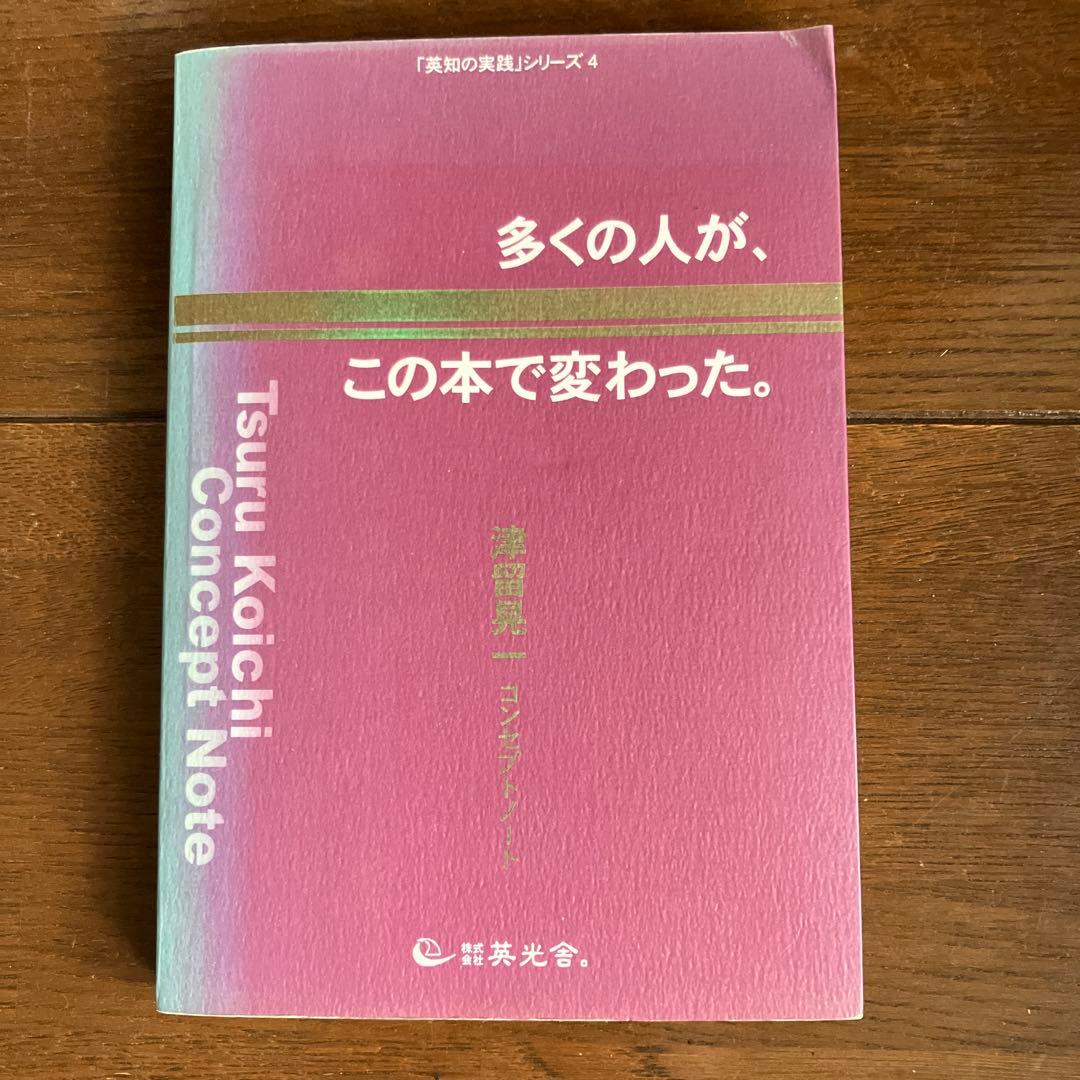 「英知の実践」シリーズ 4
多くの人が、
この本で変わった。
Tsuru Koichi
Concept Note
津留晃一 コンセプトノート
株式会社 英光舎。